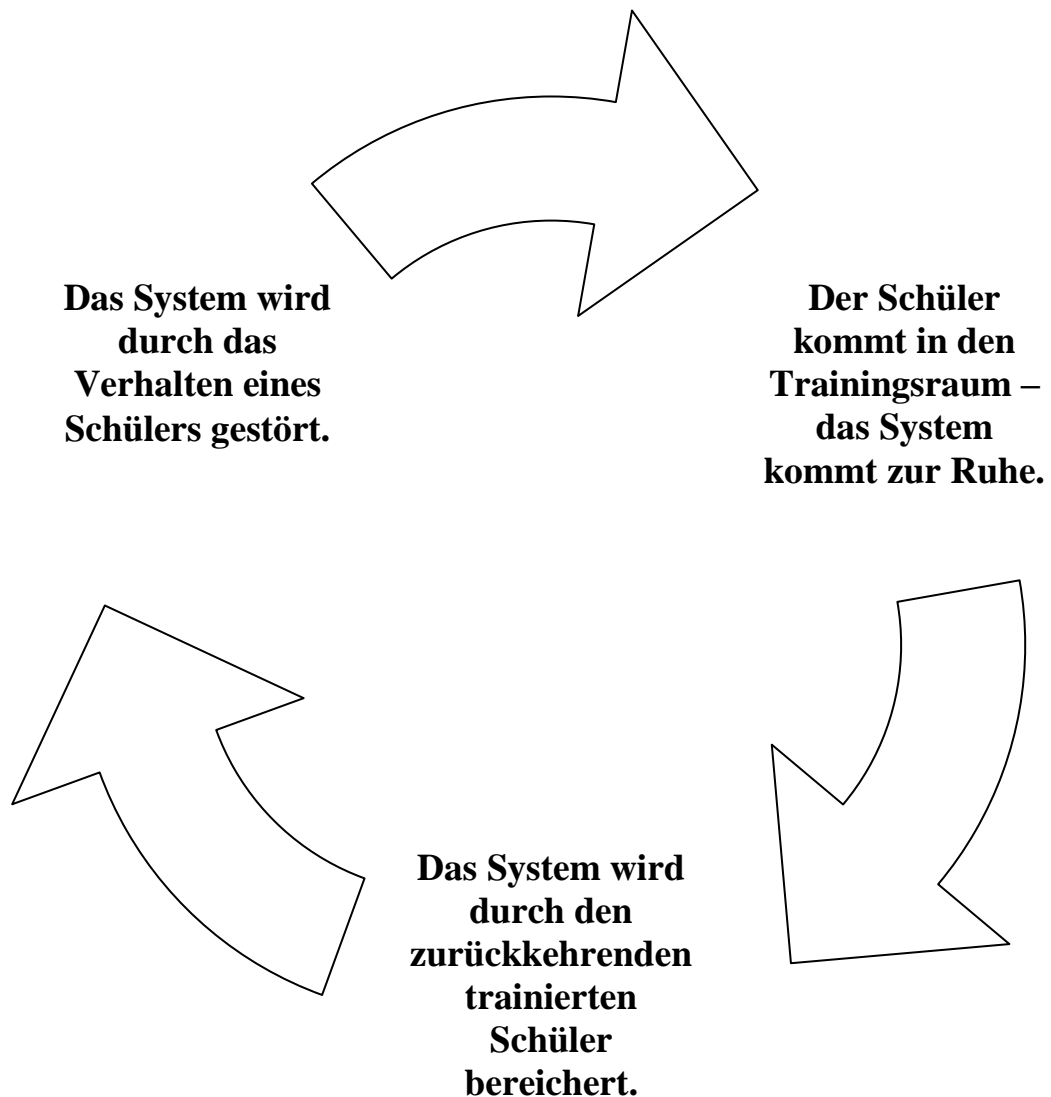 Das System wird
durch das
Verhalten eines
Schülers gestört.
Der Schüler
kommt in den
Trainingsraum –
das System
kommt zur Ruhe.
Das System wird
durch den
zurückkehrenden
trainierten
Schüler
bereichert.